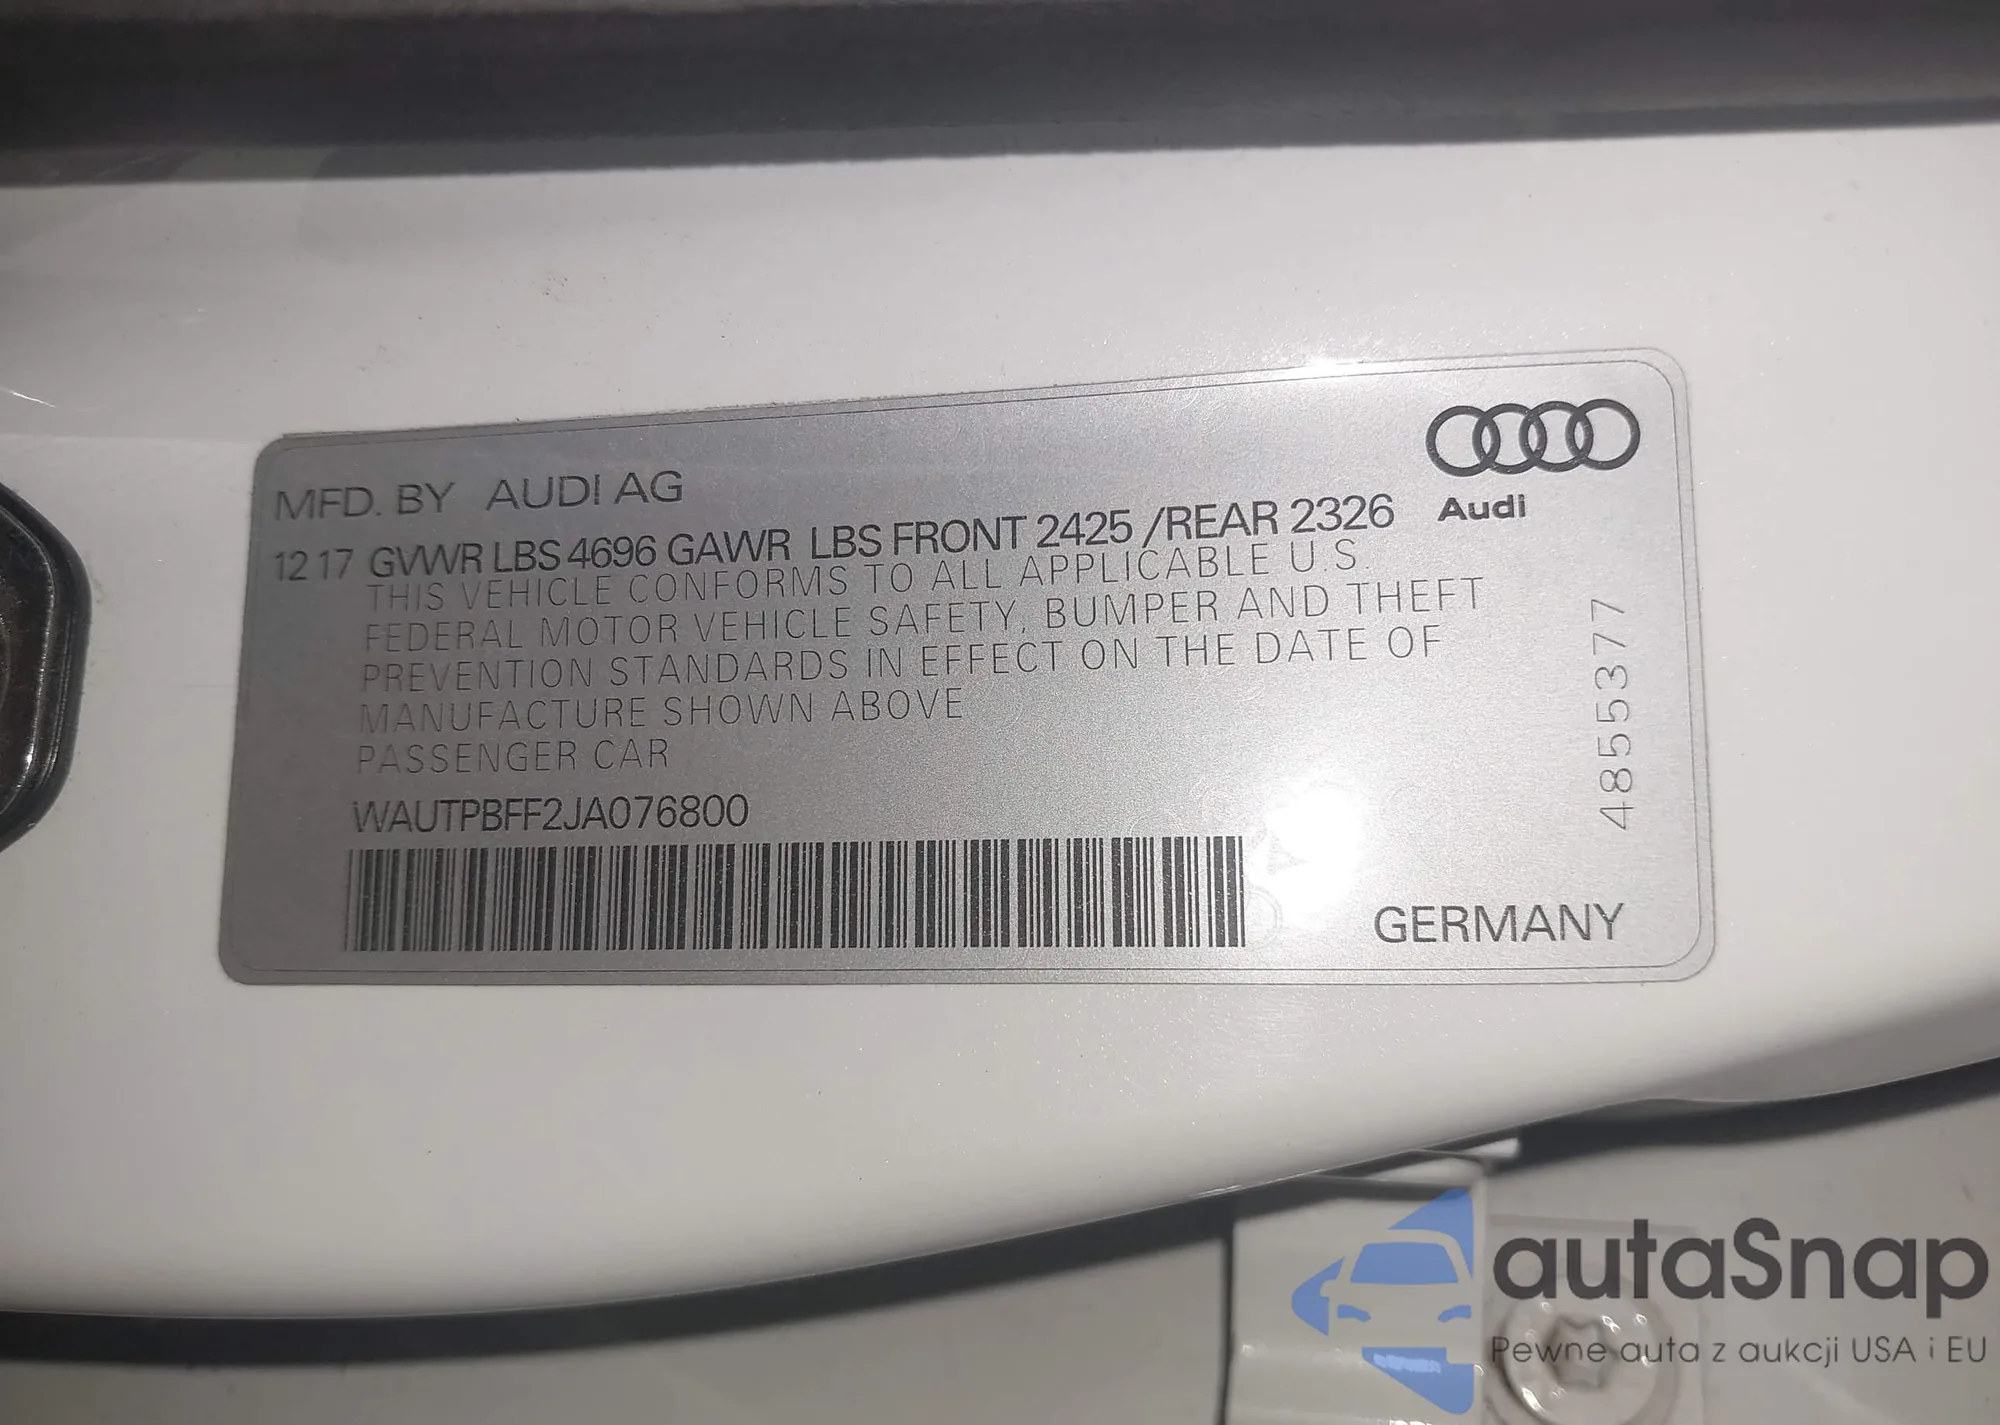 MFD. BY AUDI AG
Audi
12 17 GVWR LBS 4696 GAWR LBS FRONT 2425 /REAR 2326
THIS VEHICLE CONFORMS TO ALL APPLICABLE U.S.
FEDERAL MOTOR VEHICLE SAFETY, BUMPER AND THEFT
PREVENTION STANDARDS IN EFFECT ON THE DATE OF
MANUFACTURE SHOWN ABOVE
PASSENGER CAR
WAUTPBFF2JA076800
4855377
GERMANY
autaSnap
Pewne auta z aukcji USA i EU